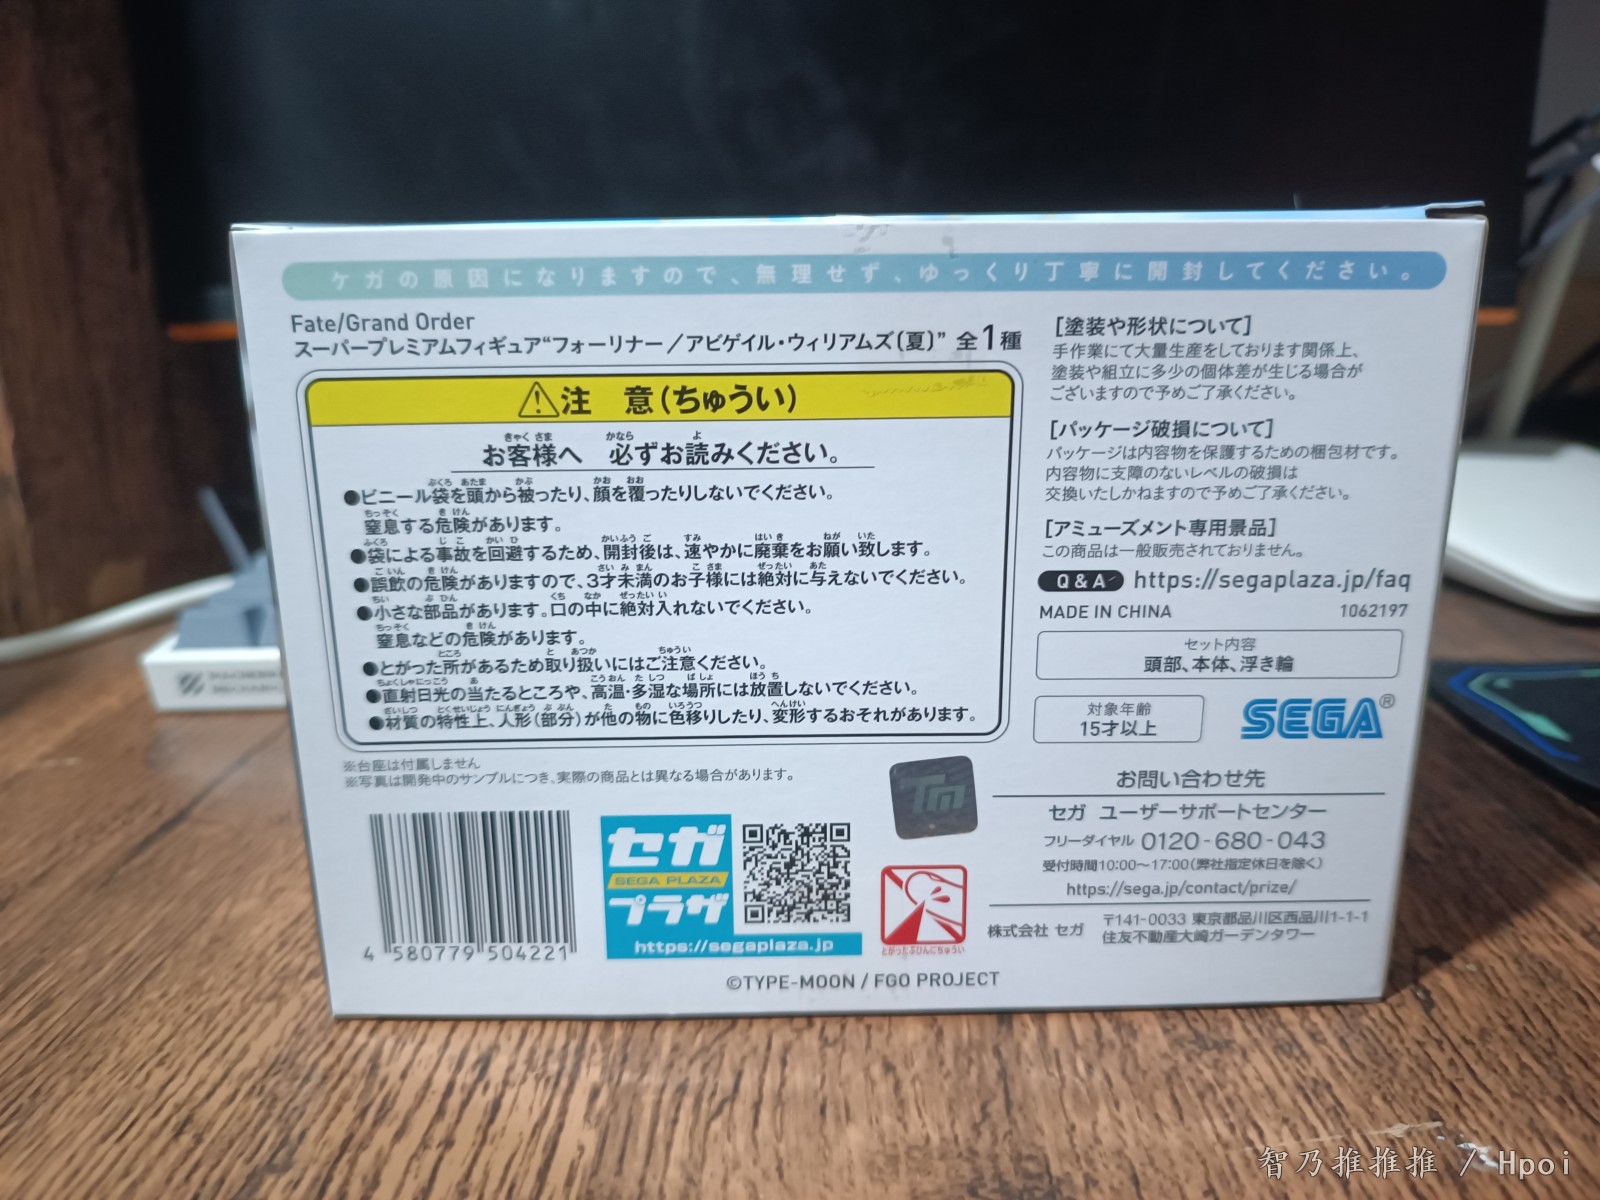 ケガの原因になりますので、無理せず、ゆっくり丁寧に開封してください。
Fate/Grand Order
スーパープレミアムフィギュア“フォーリナー／アビゲイル・ウィリアムズ〔夏〕” 全1種
⚠注 意(ちゅうい)
お客様へ 必ずお読みください。
●ビニール袋を頭から被ったり、顔を覆ったりしないでください。
窒息する危険があります。
●袋による事故を回避するため、開封後は、速やかに廃棄をお願い致します。
●誤飲の危険がありますので、3才未満のお子様には絶対に与えないでください。
●小さな部品があります。口の中に絶対入れないでください。
窒息などの危険があります。
●とがった所があるため取り扱いにはご注意ください。
●直射日光の当たるところや、高温・多湿な場所には放置しないでください。
●材質の特性上、人形(部分)が他の物に色移りしたり、変形するおそれがあります。
※台座は付属しません
※写真は開発中のサンプルにつき、実際の商品とは異なる場合があります。
4 580779 504221
セガ
SEGA PLAZA
プラザ
https://segaplaza.jp
Tm
とがったぶひんにちゅうい
[塗装や形状について]
手作業にて大量生産をしております関係上、
塗装や組立に多少の個体差が生じる場合が
ございますので予めご了承ください。
[パッケージ破損について]
パッケージは内容物を保護するための梱包材です。
内容物に支障のないレベルの破損は
交換いたしかねますので予めご了承ください。
[アミューズメント専用景品]
この商品は一般販売されておりません。
Q&A https://segaplaza.jp/faq
MADE IN CHINA 1062197
セット内容
頭部、本体、浮き輪
対象年齢
15才以上
SEGA®
お問い合わせ先
セガ ユーザーサポートセンター
フリーダイヤル 0120-680-043
受付時間10:00～17:00(弊社指定休日を除く)
https://sega.jp/contact/prize/
株式会社 セガ 〒141-0033 東京都品川区西品川1-1-1
住友不動産大崎ガーデンタワー
©TYPE-MOON / FGO PROJECT
智乃推推推 / Hpoi